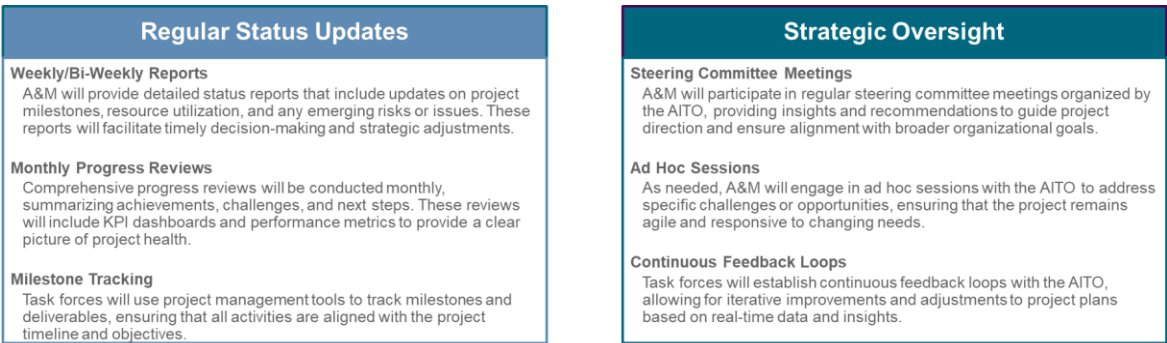 Regular Status Updates
Weekly/Bi-Weekly Reports
A&M will provide detailed status reports that include updates on project
milestones, resource utilization, and any emerging risks or issues. These
reports will facilitate timely decision-making and strategic adjustments.
Monthly Progress Reviews
Comprehensive progress reviews will be conducted monthly,
summarizing achievements, challenges, and next steps. These reviews
will include KPI dashboards and performance metrics to provide a clear
picture of project health.
Milestone Tracking
Task forces will use project management tools to track milestones and
deliverables, ensuring that all activities are aligned with the project
timeline and objectives.
Strategic Oversight
Steering Committee Meetings
A&M will participate in regular steering committee meetings organized by
the AITO, providing insights and recommendations to guide project
direction and ensure alignment with broader organizational goals.
Ad Hoc Sessions
As needed, A&M will engage in ad hoc sessions with the AITO to address
specific challenges or opportunities, ensuring that the project remains
agile and responsive to changing needs.
Continuous Feedback Loops
Task forces will establish continuous feedback loops with the AITO,
allowing for iterative improvements and adjustments to project plans
based on real-time data and insights.